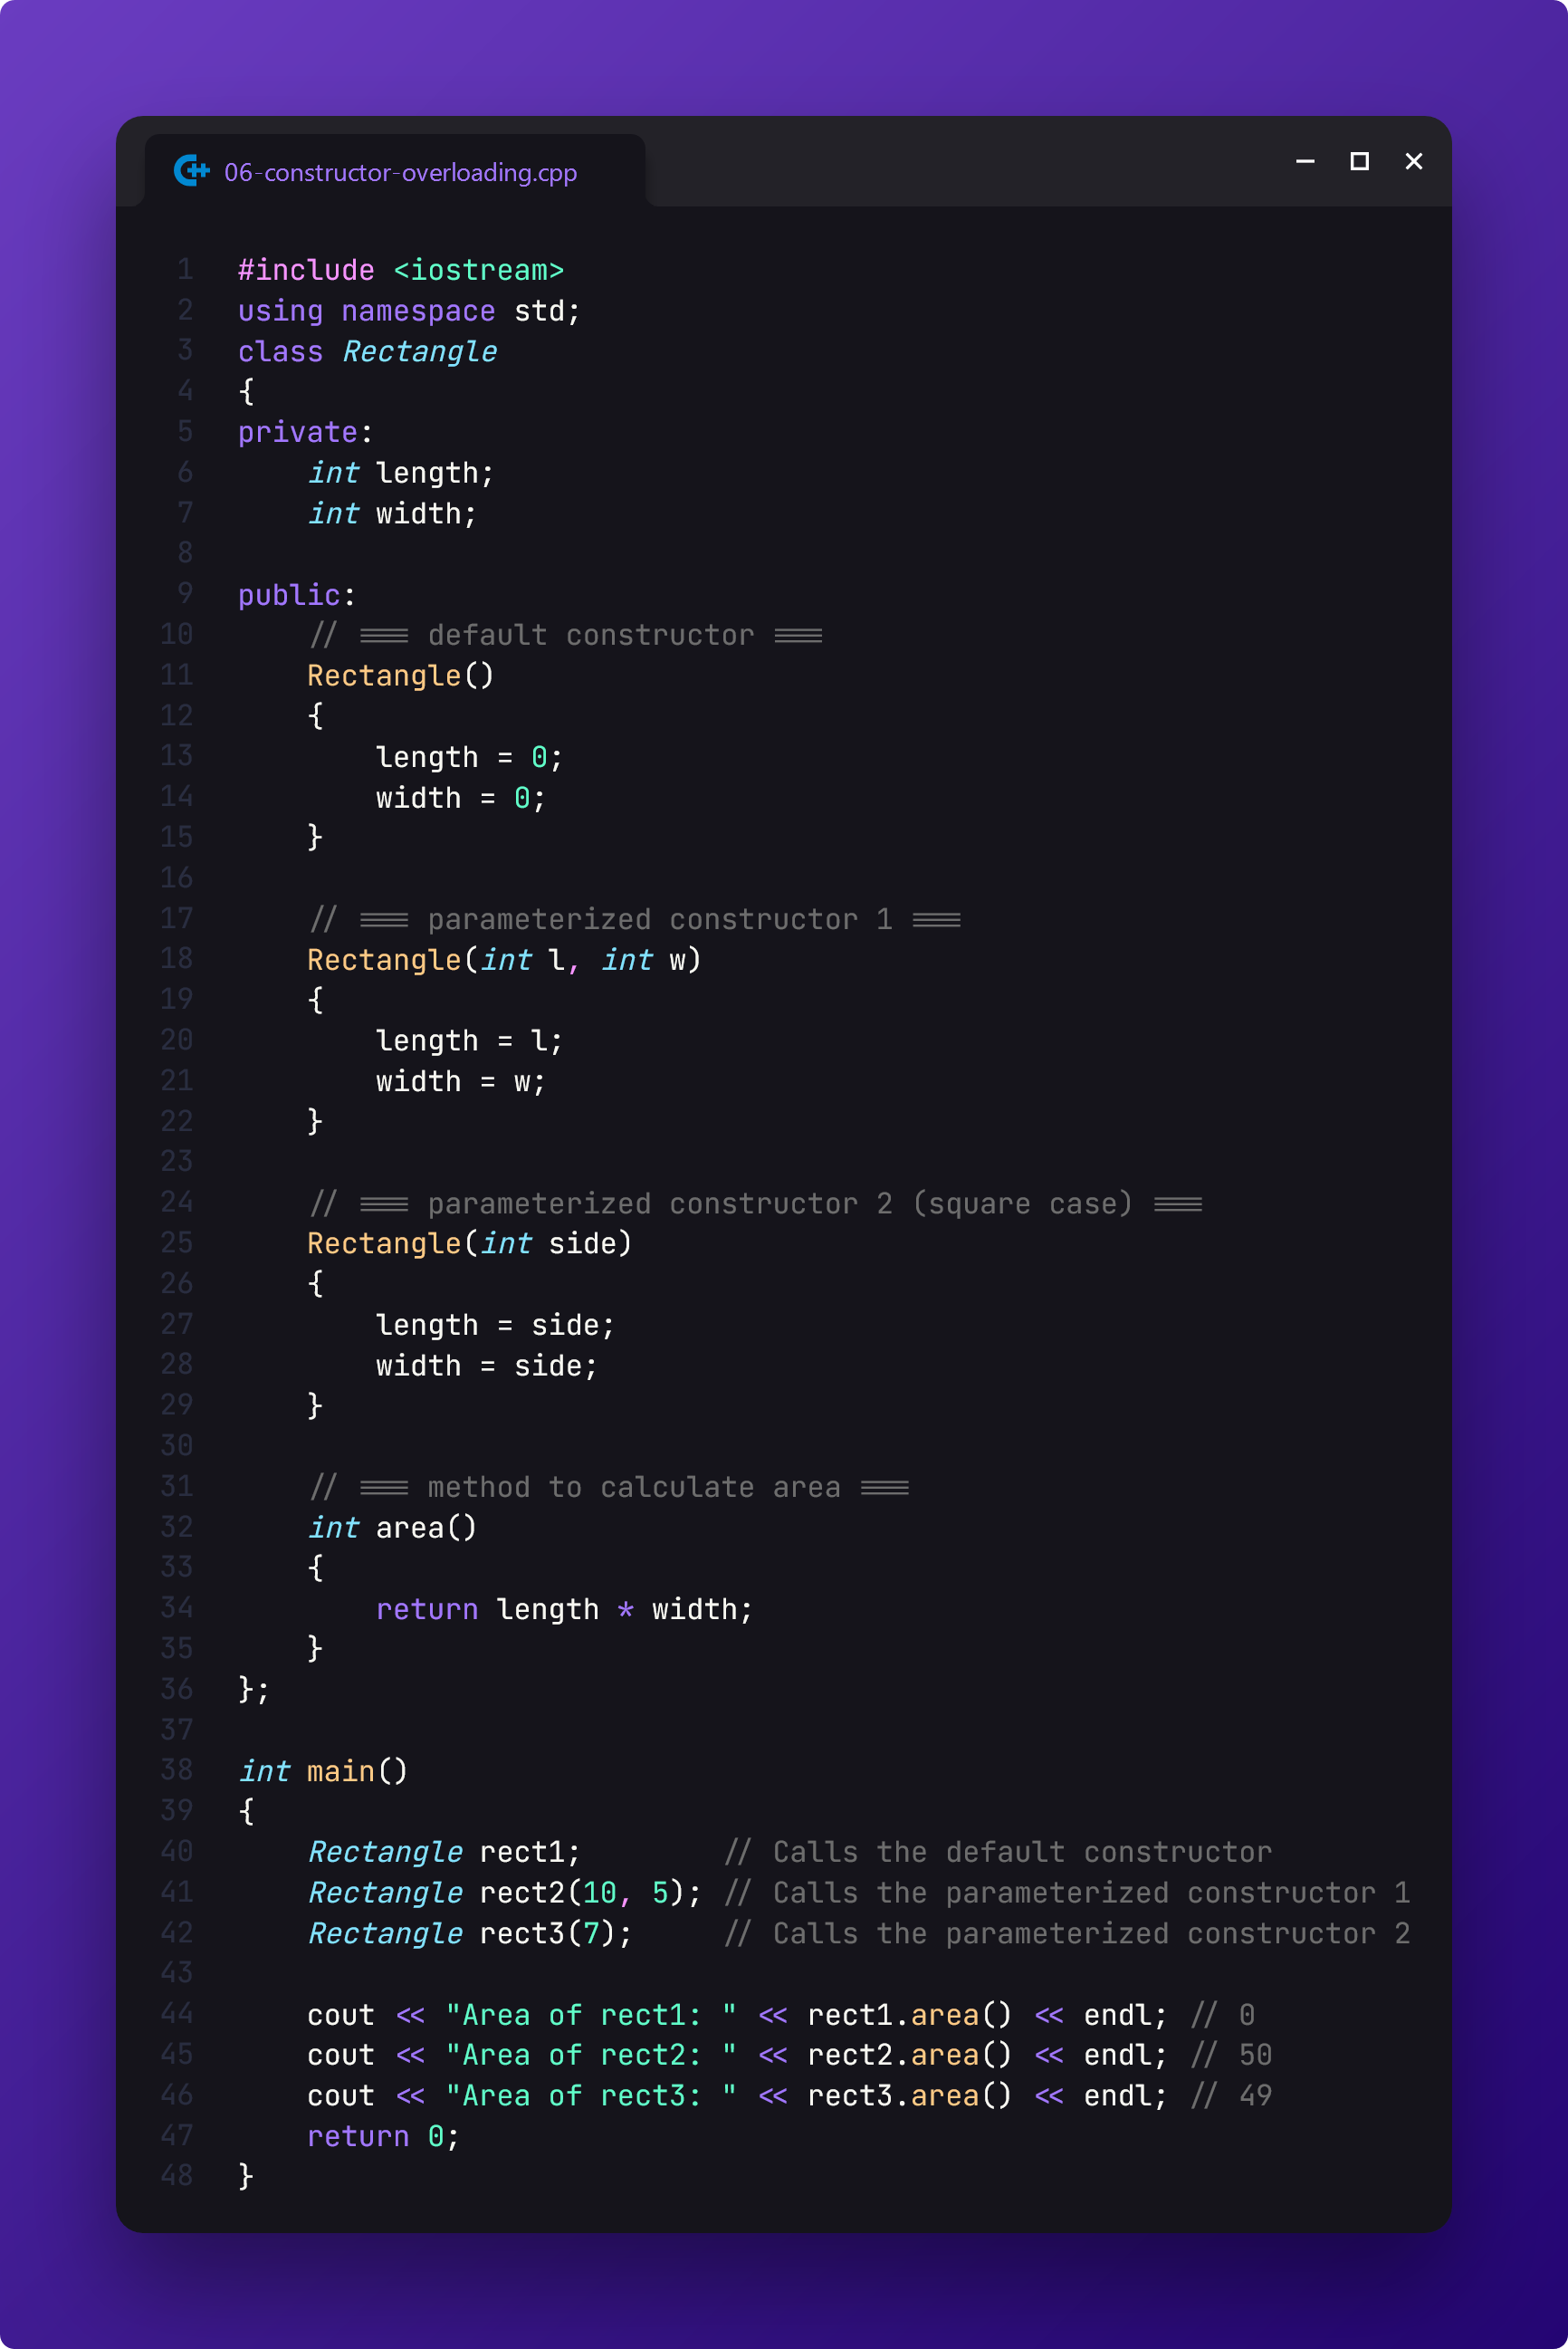 06-constructor-overloading.cpp
1 #include <iostream>
2 using namespace std;
3 class Rectangle
4 {
5 private:
6     int length;
7     int width;
8
9 public:
10     // === default constructor ===
11     Rectangle()
12     {
13         length = 0;
14         width = 0;
15     }
16
17     // === parameterized constructor 1 ===
18     Rectangle(int l, int w)
19     {
20         length = l;
21         width = w;
22     }
23
24     // === parameterized constructor 2 (square case) ===
25     Rectangle(int side)
26     {
27         length = side;
28         width = side;
29     }
30
31     // === method to calculate area ===
32     int area()
33     {
34         return length * width;
35     }
36 };
37
38 int main()
39 {
40     Rectangle rect1;        // Calls the default constructor
41     Rectangle rect2(10, 5); // Calls the parameterized constructor 1
42     Rectangle rect3(7);     // Calls the parameterized constructor 2
43
44     cout << "Area of rect1: " << rect1.area() << endl; // 0
45     cout << "Area of rect2: " << rect2.area() << endl; // 50
46     cout << "Area of rect3: " << rect3.area() << endl; // 49
47     return 0;
48 }